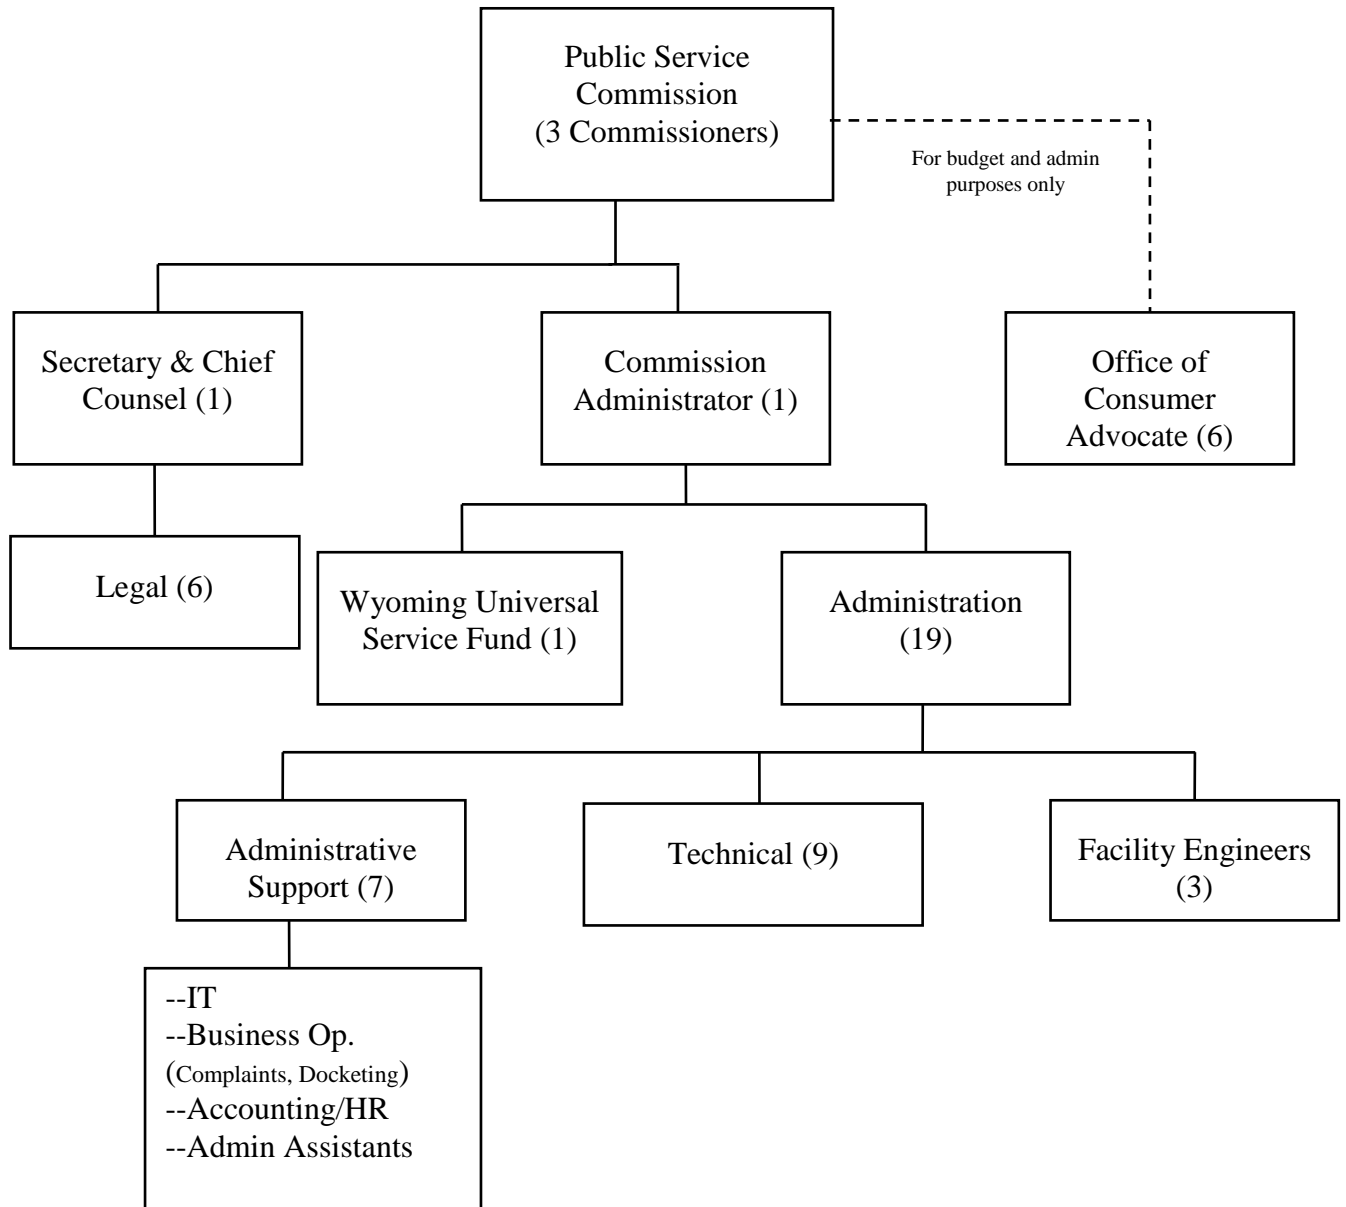 Public Service
Commission
(3 Commissioners)
For budget and admin
purposes only
Secretary & Chief
Counsel (1)
Commission
Administrator (1)
Office of
Consumer
Advocate (6)
Legal (6)
Wyoming Universal
Service Fund (1)
Administration
(19)
Administrative
Support (7)
Technical (9)
Facility Engineers
(3)
--IT
--Business Op.
(Complaints, Docketing)
--Accounting/HR
--Admin Assistants